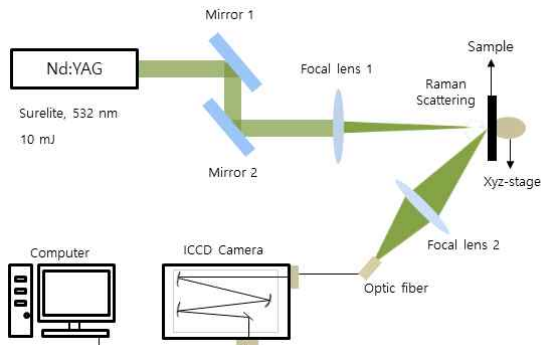 Mirror 1
Nd:YAG
Surelite, 532 nm
10 mJ
Mirror 2
Focal lens 1
Sample
Raman
Scattering
Xyz-stage
Focal lens 2
Optic fiber
Computer
ICCD Camera